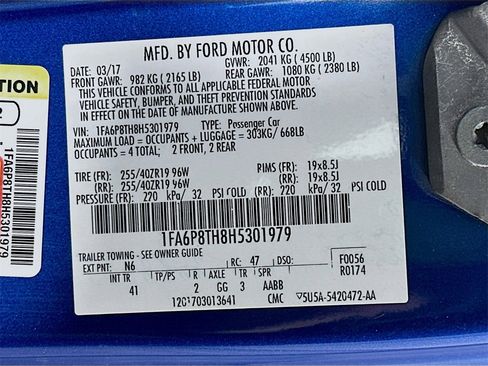 MFD. BY FORD MOTOR CO.
03/17 GVWR: 2041 KG ( 4500 LB)
FRONT GAWR: 982 KG ( 2165 LB) REAR GAWR: 1080 KG ( 2380 LB)
THIS VEHICLE CONFORMS TO ALL APPLICABLE FEDERAL MOTOR
VEHICLE SAFETY, BUMPER, AND THEFT PREVENTION STANDARDS
IN EFFECT ON THE DATE OF MANUFACTURE SHOWN ABOVE.
VIN: 1FA6P8TH8H5301979 TYPE: Passenger Car
MAXIMUM LOAD = OCCUPANTS + LUGGAGE = 303KG/ 668LB
OCCUPANTS = 4 TOTAL; 2 FRONT, 2 REAR
TIRE (FR): 255/40ZR19 96W RIMS (FR): 19x8.5J
(RR): 255/40ZR19 96W (RR): 19x8.5J
PRESSURE (FR): 220 kPa/ 32 PSI COLD (RR): 220 kPa/ 32 PSI COLD
1FA6P8TH8H5301979
TRAILER TOWING - SEE OWNER GUIDE
EXT PNT: N6 RC: 47 DSO: F0056
R0174
INT TR TP/PS R AXLE TR SPR
41 2 G 3 AABB
12G1703013641 CMC 5U5A-5420472-AA
TION
2
1FA6P8TH8H5301979